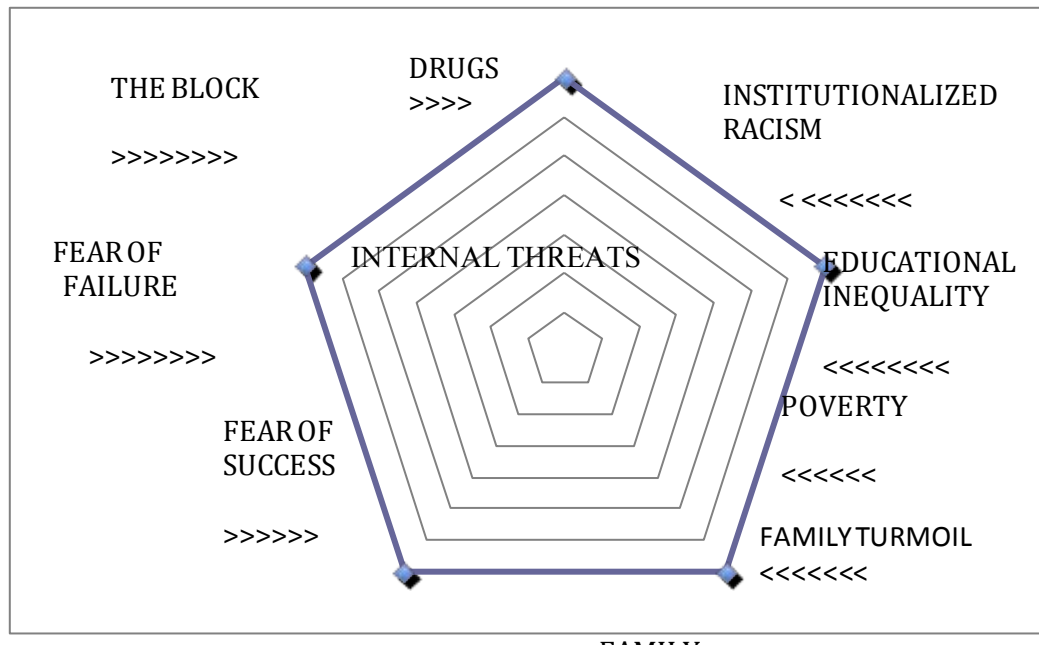 THE BLOCK
>>>>>>>>
DRUGS
>>>>
INSTITUTIONALIZED
RACISM
< <<<<<<<
FEAR OF
FAILURE
>>>>>>>>
INTERNAL THREATS
EDUCATIONAL
INEQUALITY
<<<<<<<<
POVERTY
<<<<<<
FEAR OF
SUCCESS
>>>>>>
FAMILY TURMOIL
<<<<<<<